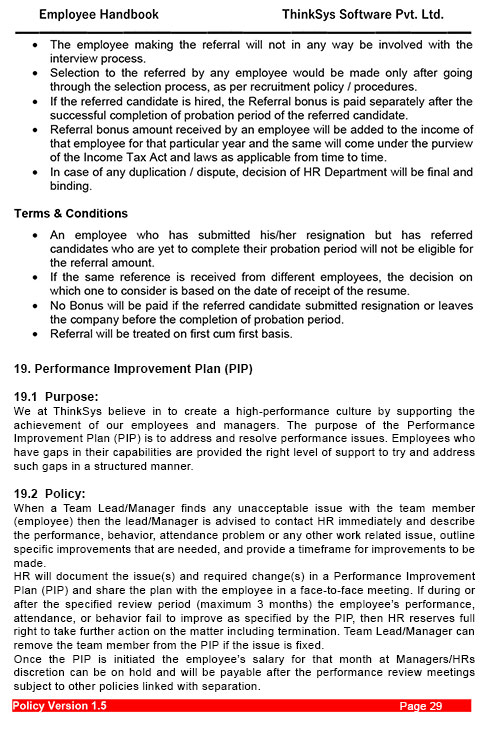 Employee Handbook ThinkSys Software Pvt. Ltd.
• The employee making the referral will not in any way be involved with the
interview process.
• Selection to the referred by any employee would be made only after going
through the selection process, as per recruitment policy / procedures.
• If the referred candidate is hired, the Referral bonus is paid separately after the
successful completion of probation period of the referred candidate.
• Referral bonus amount received by an employee will be added to the income of
that employee for that particular year and the same will come under the purview
of the Income Tax Act and laws as applicable from time to time.
• In case of any duplication / dispute, decision of HR Department will be final and
binding.
Terms & Conditions
• An employee who has submitted his/her resignation but has referred
candidates who are yet to complete their probation period will not be eligible for
the referral amount.
• If the same reference is received from different employees, the decision on
which one to consider is based on the date of receipt of the resume.
• No Bonus will be paid if the referred candidate submitted resignation or leaves
the company before the completion of probation period.
• Referral will be treated on first cum first basis.
19. Performance Improvement Plan (PIP)
19.1 Purpose:
We at ThinkSys believe in to create a high-performance culture by supporting the
achievement of our employees and managers. The purpose of the Performance
Improvement Plan (PIP) is to address and resolve performance issues. Employees who
have gaps in their capabilities are provided the right level of support to try and address
such gaps in a structured manner.
19.2 Policy:
When a Team Lead/Manager finds any unacceptable issue with the team member
(employee) then the lead/Manager is advised to contact HR immediately and describe
the performance, behavior, attendance problem or any other work related issue, outline
specific improvements that are needed, and provide a timeframe for improvements to be
made.
HR will document the issue(s) and required change(s) in a Performance Improvement
Plan (PIP) and share the plan with the employee in a face-to-face meeting. If during or
after the specified review period (maximum 3 months) the employee's performance,
attendance, or behavior fail to improve as specified by the PIP, then HR reserves full
right to take further action on the matter including termination. Team Lead/Manager can
remove the team member from the PIP if the issue is fixed.
Once the PIP is initiated the employee's salary for that month at Managers/HRs
discretion can be on hold and will be payable after the performance review meetings
subject to other policies linked with separation.
Policy Version 1.5 Page 29